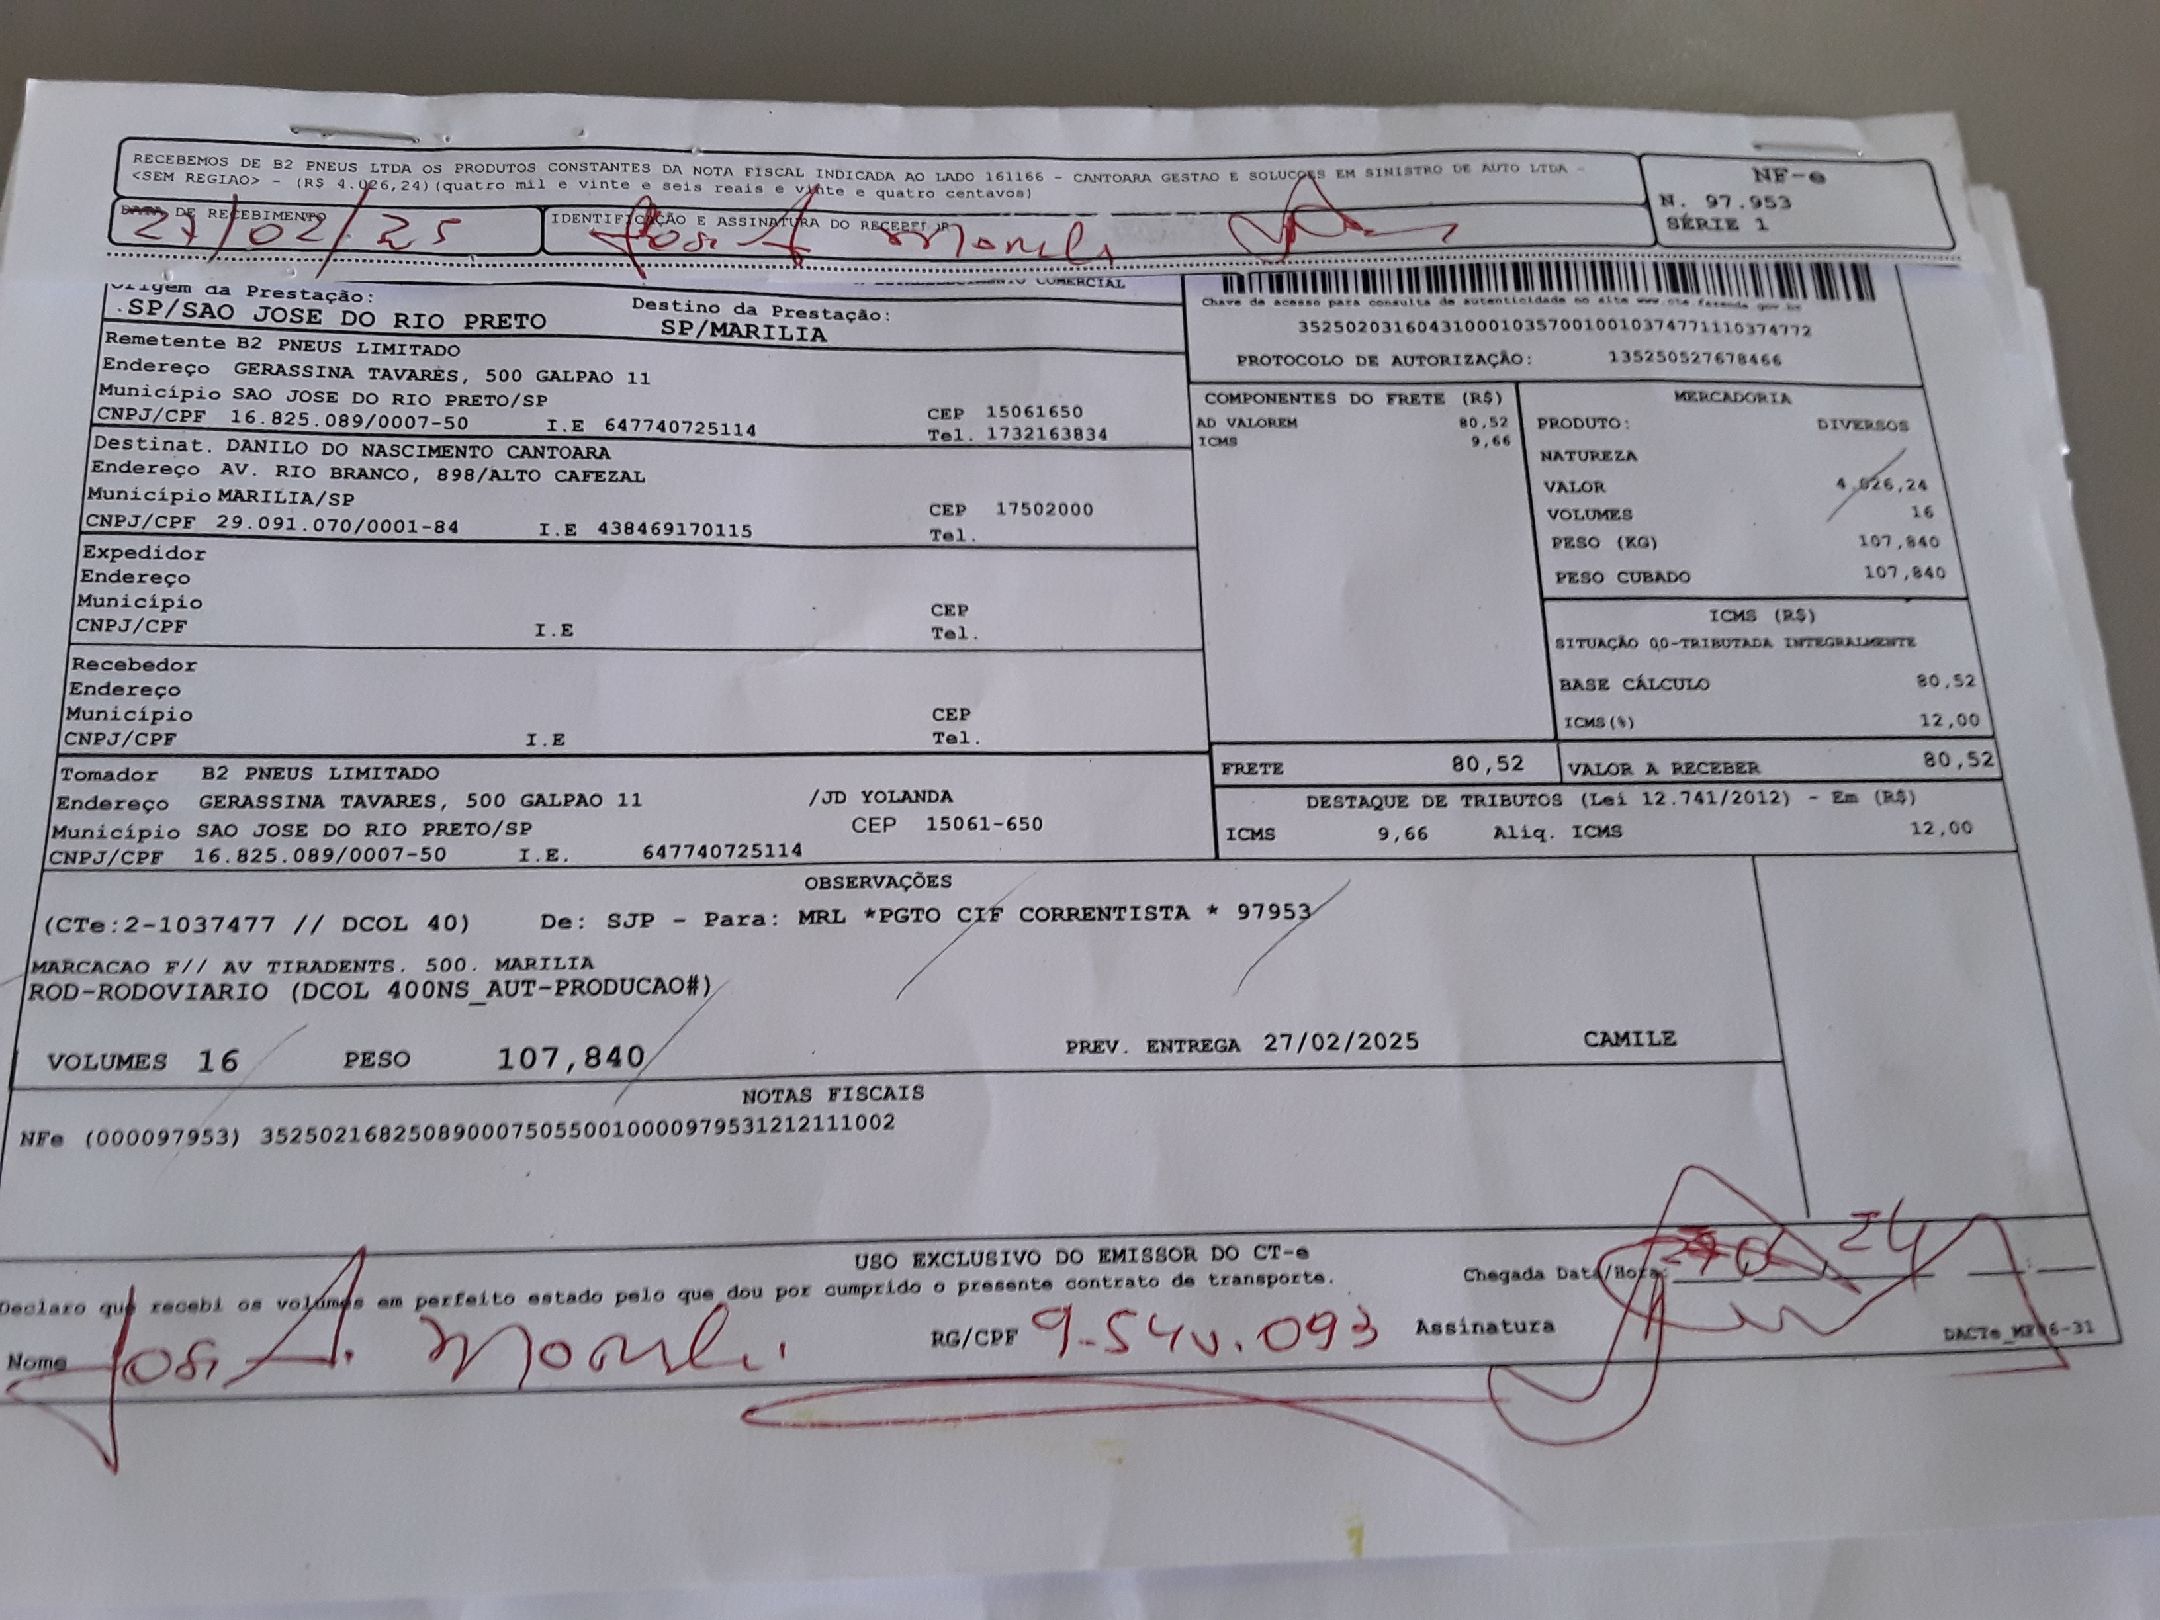 RECEBEMOS DE B2 PNEUS LTDA OS PRODUTOS CONSTANTES DA NOTA FISCAL INDICADA AO LADO 161166 - CANTOARA GESTAO E SOLUCOES EM SINISTRO DE AUTO LTDA -
<SEM REGIAO> - (R$ 4.026,24)(quatro mil e vinte e seis reais e vinte e quatro centavos)
NF-e
N. 97.953
SÉRIE 1
DATA DE RECEBIMENTO
27/02/25
IDENTIFICAÇÃO E ASSINATURA DO RECEBEDOR
COMERCIAL
Origem da Prestação:
.SP/SAO JOSE DO RIO PRETO
Destino da Prestação:
SP/MARILIA
Chave de acesso para consulta de autenticidade no site www.cte.fazenda.gov.br
35250203160431000103570010010374771110374772
PROTOCOLO DE AUTORIZAÇÃO: 135250527678466
Remetente B2 PNEUS LIMITADO
Endereço GERASSINA TAVARES, 500 GALPAO 11
Município SAO JOSE DO RIO PRETO/SP
CEP 15061650
CNPJ/CPF 16.825.089/0007-50 I.E 647740725114
Tel. 1732163834
Destinat. DANILO DO NASCIMENTO CANTOARA
Endereço AV. RIO BRANCO, 898/ALTO CAFEZAL
Município MARILIA/SP
CEP 17502000
CNPJ/CPF 29.091.070/0001-84 I.E 438469170115
Tel.
Expedidor
Endereço
Município CEP
CNPJ/CPF I.E Tel.
Recebedor
Endereço
Município CEP
CNPJ/CPF I.E Tel.
Tomador B2 PNEUS LIMITADO
Endereço GERASSINA TAVARES, 500 GALPAO 11 /JD YOLANDA
Município SAO JOSE DO RIO PRETO/SP CEP 15061-650
CNPJ/CPF 16.825.089/0007-50 I.E. 647740725114
COMPONENTES DO FRETE (R$)
AD VALOREM 80,52
ICMS 9,66
MERCADORIA
PRODUTO: DIVERSOS
NATUREZA
VALOR 4.026,24
VOLUMES 16
PESO (KG) 107,840
PESO CUBADO 107,840
ICMS (R$)
SITUAÇÃO 00-TRIBUTADA INTEGRALMENTE
BASE CÁLCULO 80,52
ICMS(%) 12,00
FRETE 80,52
VALOR A RECEBER 80,52
DESTAQUE DE TRIBUTOS (Lei 12.741/2012) - Em (R$)
ICMS 9,66 Aliq. ICMS 12,00
OBSERVAÇÕES
(CTe:2-1037477 // DCOL 40) De: SJP - Para: MRL *PGTO CIF CORRENTISTA * 97953
MARCACAO F// AV TIRADENTS. 500. MARILIA
ROD-RODOVIARIO (DCOL 400NS_AUT-PRODUCAO#)
VOLUMES 16 PESO 107,840 PREV. ENTREGA 27/02/2025 CAMILE
NOTAS FISCAIS
NFe (000097953) 35250216825089000750550010000979531212111002
USO EXCLUSIVO DO EMISSOR DO CT-e
Declaro que recebi os volumes em perfeito estado pelo que dou por cumprido o presente contrato de transporte.
Chegada Data/Hora:
Nome
RG/CPF
Assinatura
DACTe_MF06-31